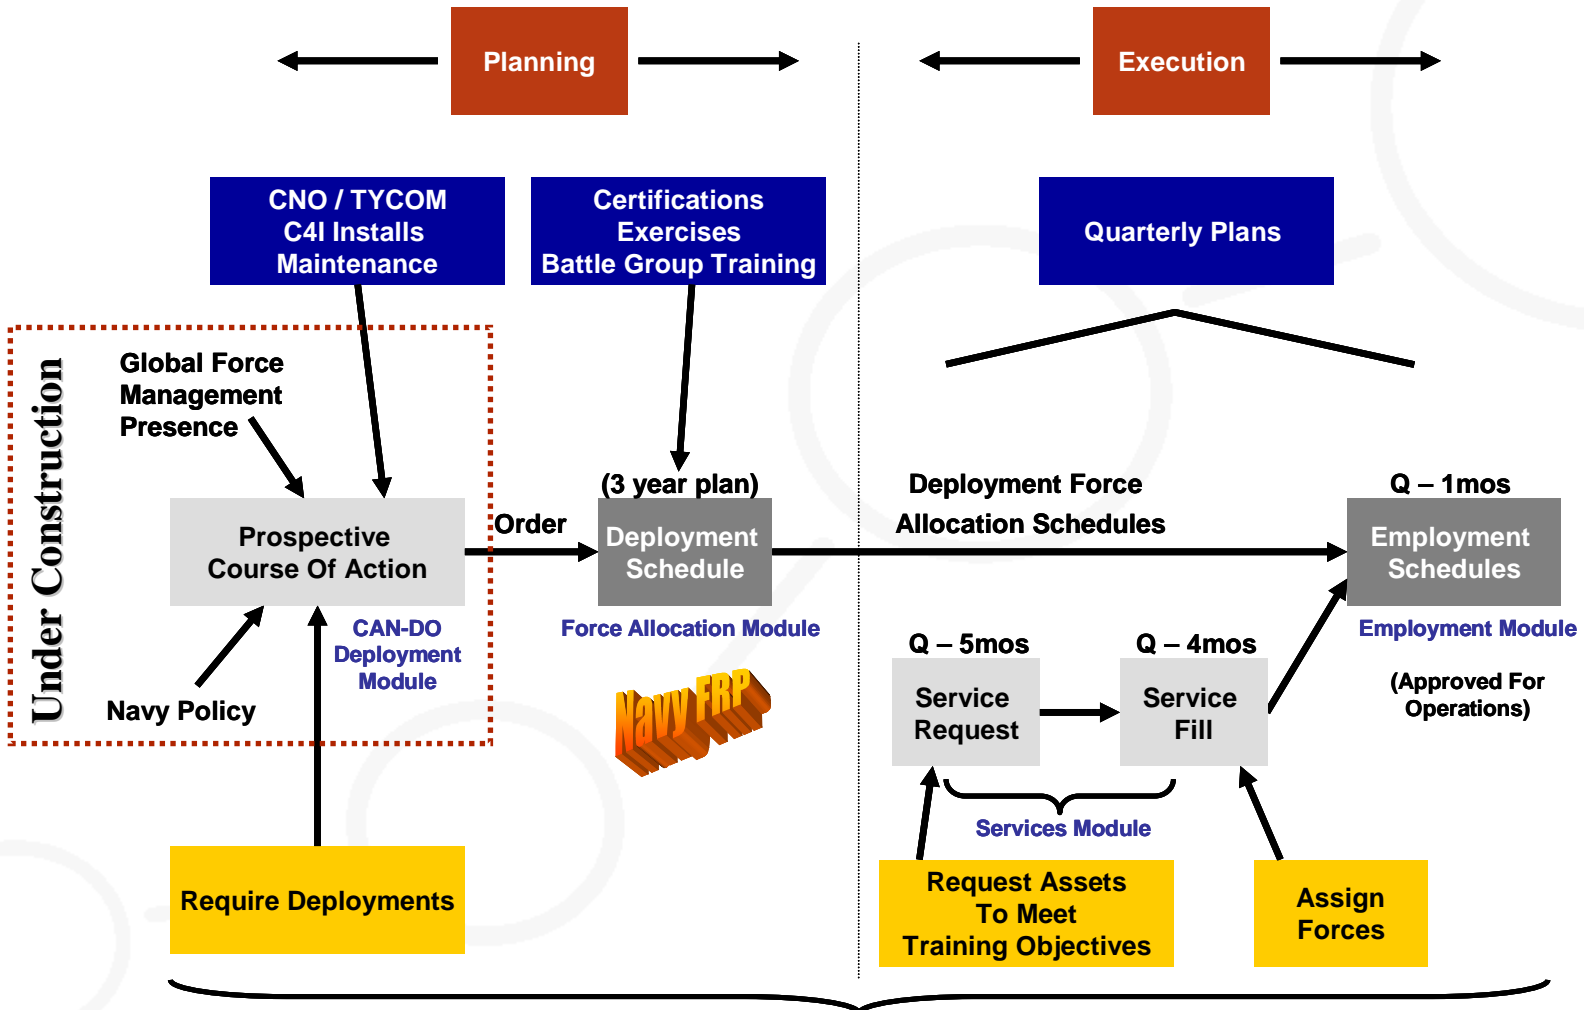 Planning
Execution
CNO / TYCOM
C4I Installs
Maintenance
Certifications
Exercises
Battle Group Training
Quarterly Plans
Under Construction
Global Force
Management
Presence
(3 year plan)
Deployment Force
Allocation Schedules
Q – 1mos
Prospective
Course Of Action
Order
Deployment
Schedule
Employment
Schedules
CAN-DO
Deployment
Module
Force Allocation Module
Employment Module
Navy Policy
Navy FRP
Q – 5mos
Q – 4mos
Service
Request
Service
Fill
(Approved For
Operations)
Services Module
Require Deployments
Request Assets
To Meet
Training Objectives
Assign
Forces